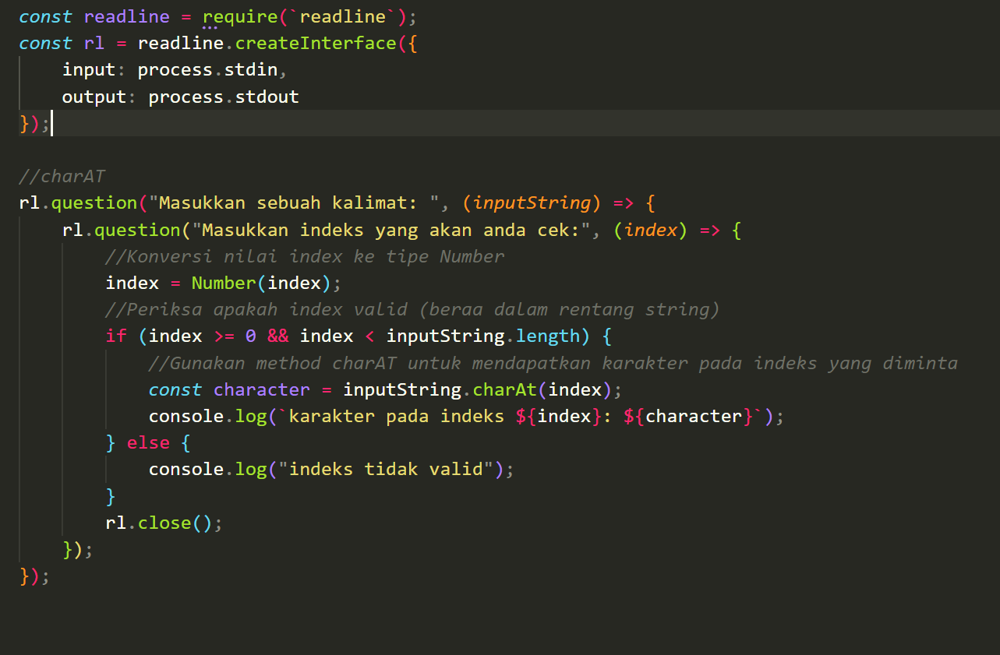 const readline = require(`readline`);
const rl = readline.createInterface({
    input: process.stdin,
    output: process.stdout
});
//charAT
rl.question("Masukkan sebuah kalimat: ", (inputString) => {
    rl.question("Masukkan indeks yang akan anda cek:", (index) => {
        //Konversi nilai index ke tipe Number
        index = Number(index);
        //Periksa apakah index valid (beraa dalam rentang string)
        if (index >= 0 && index < inputString.length) {
            //Gunakan method charAT untuk mendapatkan karakter pada indeks yang diminta
            const character = inputString.charAt(index);
            console.log(`karakter pada indeks ${index}: ${character}`);
        } else {
            console.log("indeks tidak valid");
        }
        rl.close();
    });
});